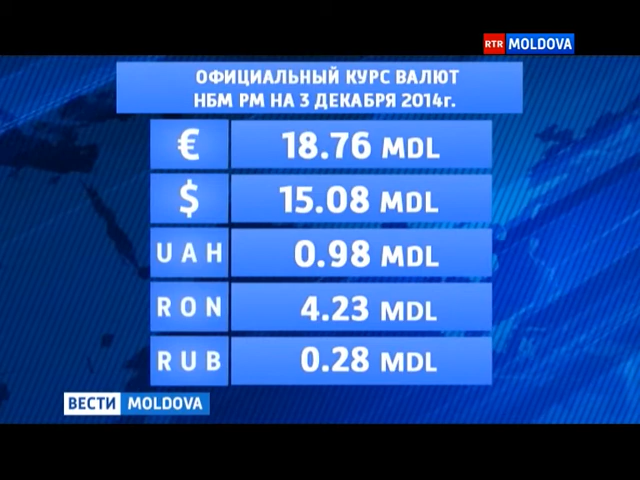 RTR MOLDOVA
ОФИЦИАЛЬНЫЙ КУРС ВАЛЮТ
НБМ РМ НА 3 ДЕКАБРЯ 2014г.
€ 18.76 MDL
$ 15.08 MDL
UAH 0.98 MDL
RON 4.23 MDL
RUB 0.28 MDL
ВЕСТИ MOLDOVA